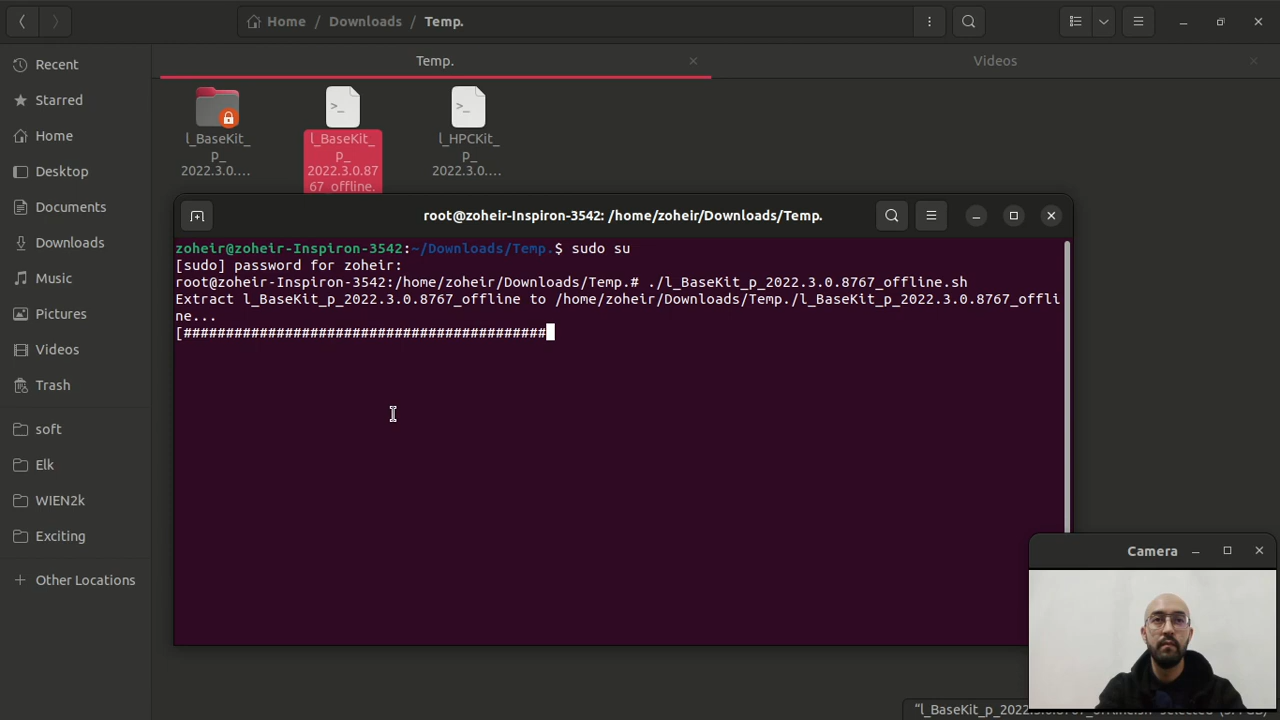 Home / Downloads / Temp.
Temp.
Videos
Recent
Starred
Home
Desktop
Documents
Downloads
Music
Pictures
Videos
Trash
soft
Elk
WIEN2k
Exciting
Other Locations
l_BaseKit_
p_
2022.3.0....
l_BaseKit_
p_
2022.3.0.87
67_offline.
l_HPCKit_
p_
2022.3.0....
root@zoheir-Inspiron-3542: /home/zoheir/Downloads/Temp.
zoheir@zoheir-Inspiron-3542:~/Downloads/Temp.$ sudo su
[sudo] password for zoheir:
root@zoheir-Inspiron-3542:/home/zoheir/Downloads/Temp.# ./l_BaseKit_p_2022.3.0.8767_offline.sh
Extract l_BaseKit_p_2022.3.0.8767_offline to /home/zoheir/Downloads/Temp./l_BaseKit_p_2022.3.0.8767_offli
ne...
[###########################################
Camera
"l_BaseKit_p_2022